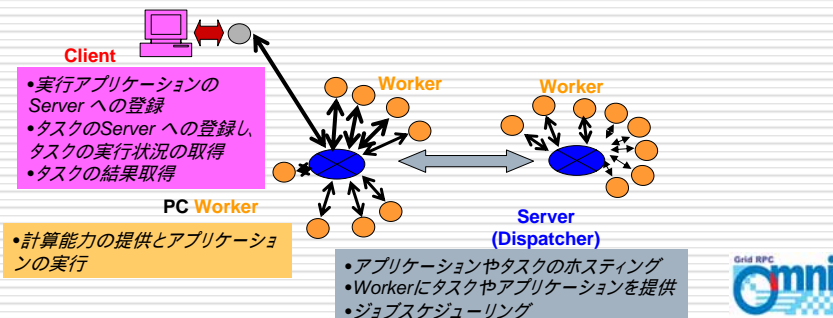 Client
•実行アプリケーションの
Server への登録
•タスクのServer への登録し、
タスクの実行状況の取得
•タスクの結果取得
Worker
Worker
PC Worker
•計算能力の提供とアプリケーショ
ンの実行
Server
(Dispatcher)
•アプリケーションやタスクのホスティング
•Workerにタスクやアプリケーションを提供
•ジョブスケジューリング
Grid RPC
Omni